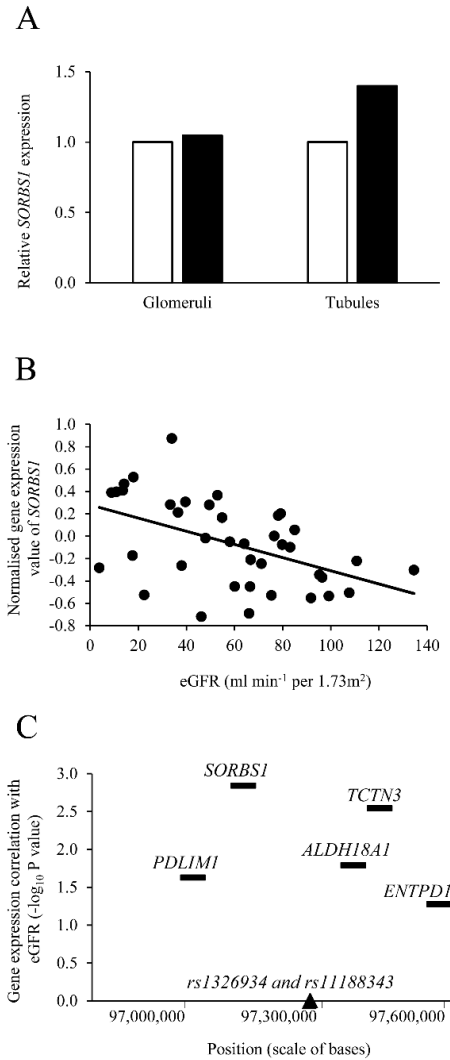 A
Relative SORBS1 expression
1.5
1.0
0.5
0.0
Glomeruli
Tubules
B
Normalised gene expression
value of SORBS1
1.0
0.8
0.6
0.4
0.2
0.0
-0.2
-0.4
-0.6
-0.8
0
20
40
60
80
100
120
140
eGFR (ml min⁻¹ per 1.73m²)
C
Gene expression correlation with
eGFR (-log₁₀ P value)
3.0
2.5
2.0
1.5
1.0
0.5
0.0
SORBS1
TCTN3
PDLIM1
ALDH18A1
ENTPD1
rs1326934 and rs11188343
97,000,000
97,300,000
97,600,000
Position (scale of bases)